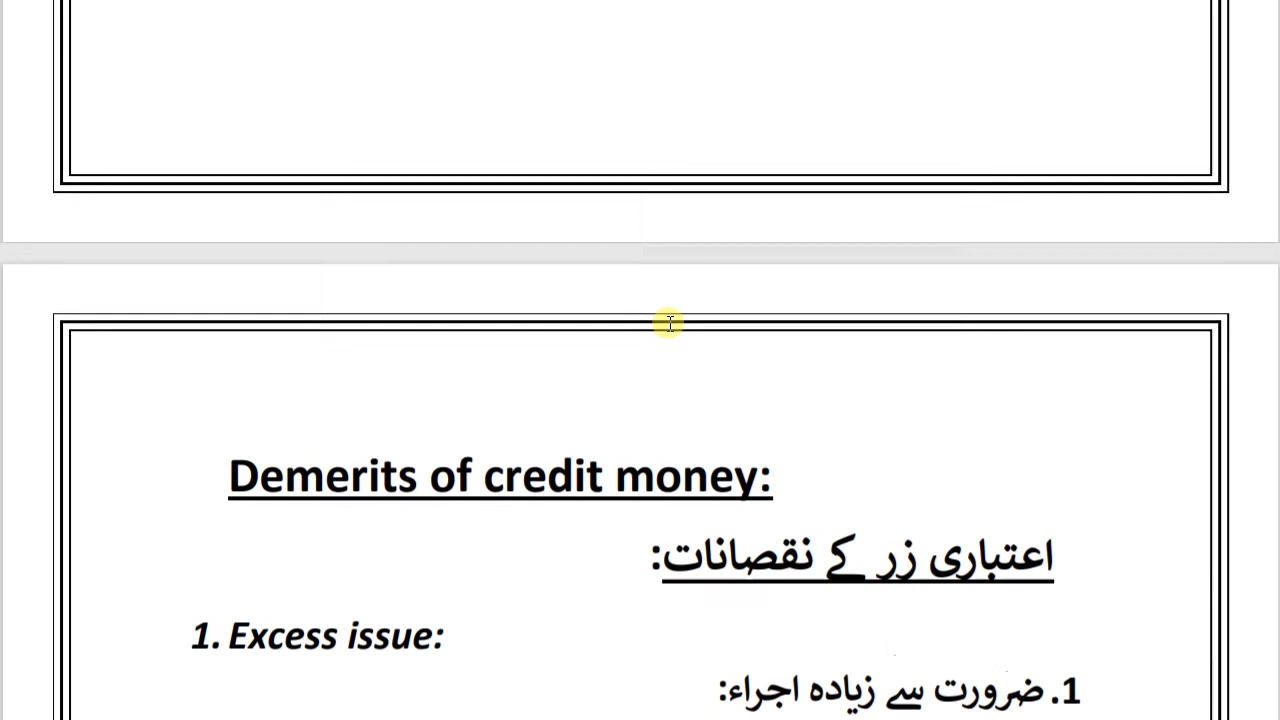 Demerits of credit money:
اعتباری زر کے نقصانات:
1. Excess issue:
1. ضرورت سے زیادہ اجراء: